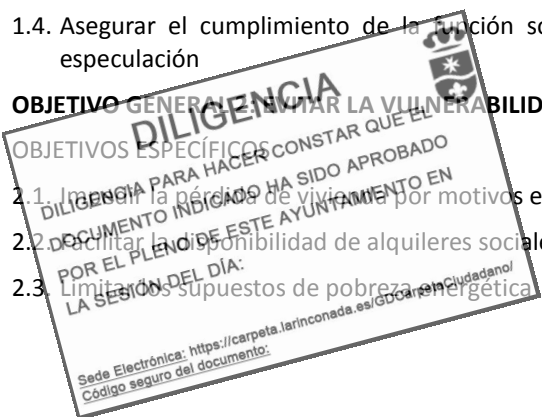 1.4. Asegurar el cumplimiento de la función so
especulación
OBJETIVO GENERAL 2: EVITAR LA VULNERABILID
OBJETIVOS ESPECÍFICOS
2.1. Impedir la pérdida de vivienda por motivos e
2.2. Facilitar la disponibilidad de alquileres social
2.3. Limitar los supuestos de pobreza energética
DILIGENCIA
DILIGENCIA PARA HACER CONSTAR QUE EL
DOCUMENTO INDICADO HA SIDO APROBADO
POR EL PLENO DE ESTE AYUNTAMIENTO EN
LA SESIÓN DEL DÍA:
Sede Electrónica: https://carpeta.larinconada.es/GDCarpetaCiudadano/
Código seguro del documento: